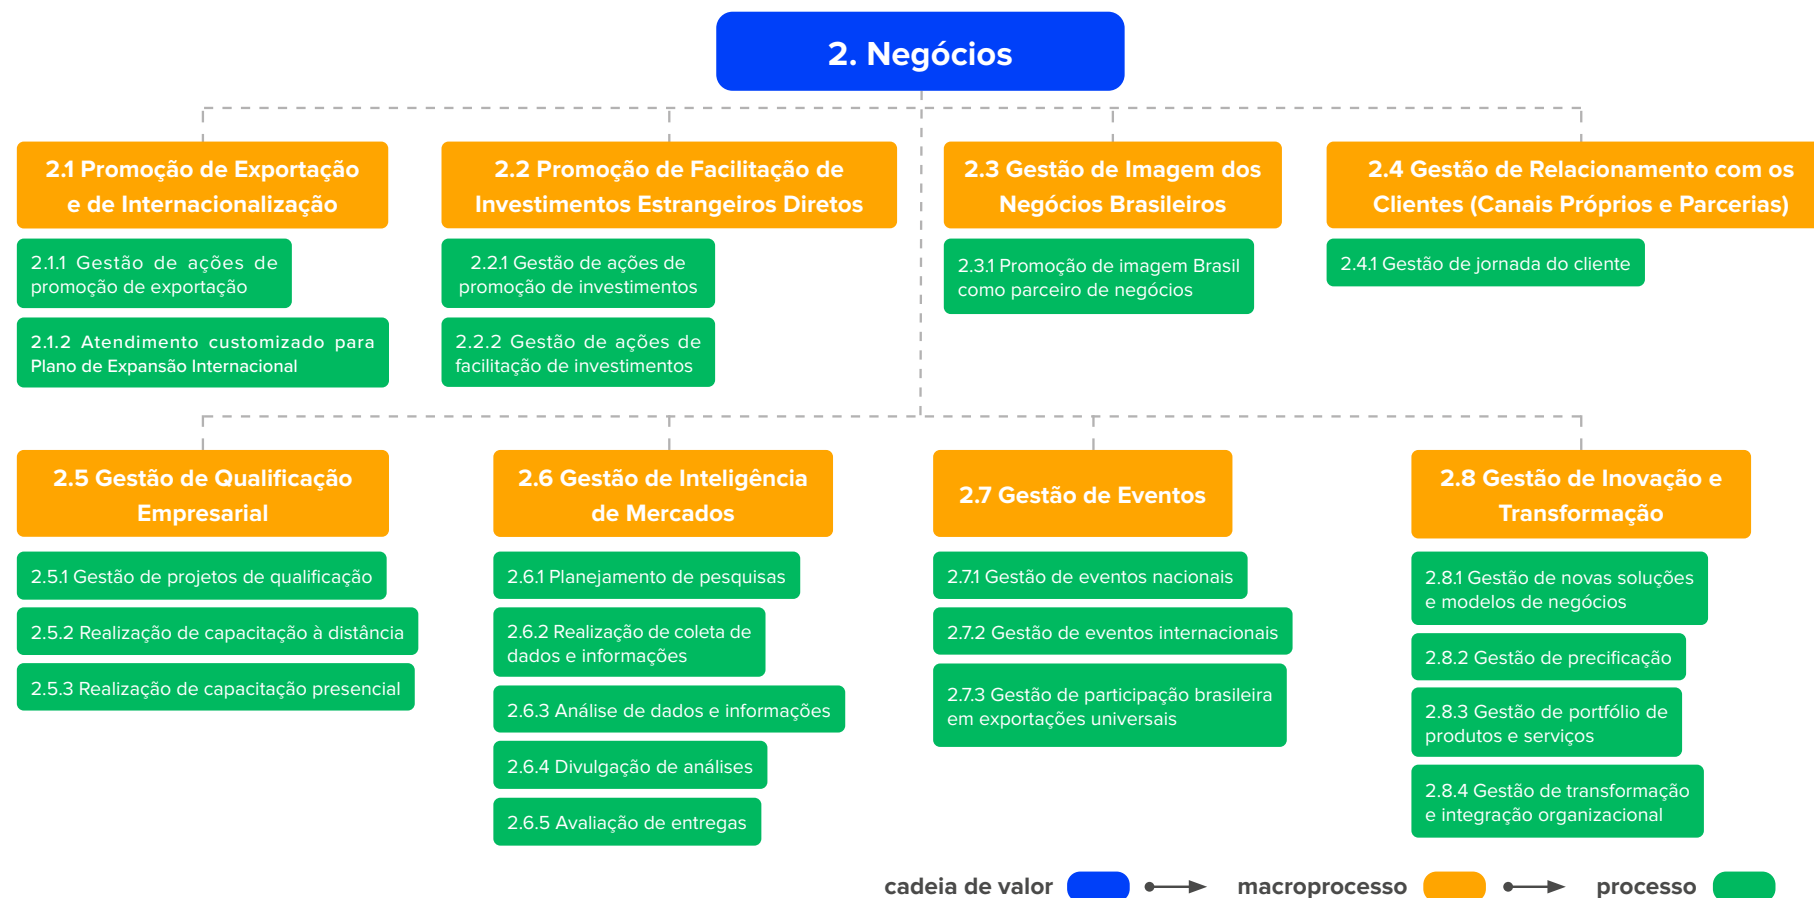 2. Negócios
2.1 Promoção de Exportação
e de Internacionalização
2.1.1 Gestão de ações de
promoção de exportação
2.1.2 Atendimento customizado para
Plano de Expansão Internacional
2.2 Promoção de Facilitação de
Investimentos Estrangeiros Diretos
2.2.1 Gestão de ações de
promoção de investimentos
2.2.2 Gestão de ações de
facilitação de investimentos
2.3 Gestão de Imagem dos
Negócios Brasileiros
2.3.1 Promoção de imagem Brasil
como parceiro de negócios
2.4 Gestão de Relacionamento com os
Clientes (Canais Próprios e Parcerias)
2.4.1 Gestão de jornada do cliente
2.5 Gestão de Qualificação
Empresarial
2.5.1 Gestão de projetos de qualificação
2.5.2 Realização de capacitação à distância
2.5.3 Realização de capacitação presencial
2.6 Gestão de Inteligência
de Mercados
2.6.1 Planejamento de pesquisas
2.6.2 Realização de coleta de
dados e informações
2.6.3 Análise de dados e informações
2.6.4 Divulgação de análises
2.6.5 Avaliação de entregas
2.7 Gestão de Eventos
2.7.1 Gestão de eventos nacionais
2.7.2 Gestão de eventos internacionais
2.7.3 Gestão de participação brasileira
em exportações universais
2.8 Gestão de Inovação e
Transformação
2.8.1 Gestão de novas soluções
e modelos de negócios
2.8.2 Gestão de precificação
2.8.3 Gestão de portfólio de
produtos e serviços
2.8.4 Gestão de transformação
e integração organizacional
cadeia de valor
macroprocesso
processo